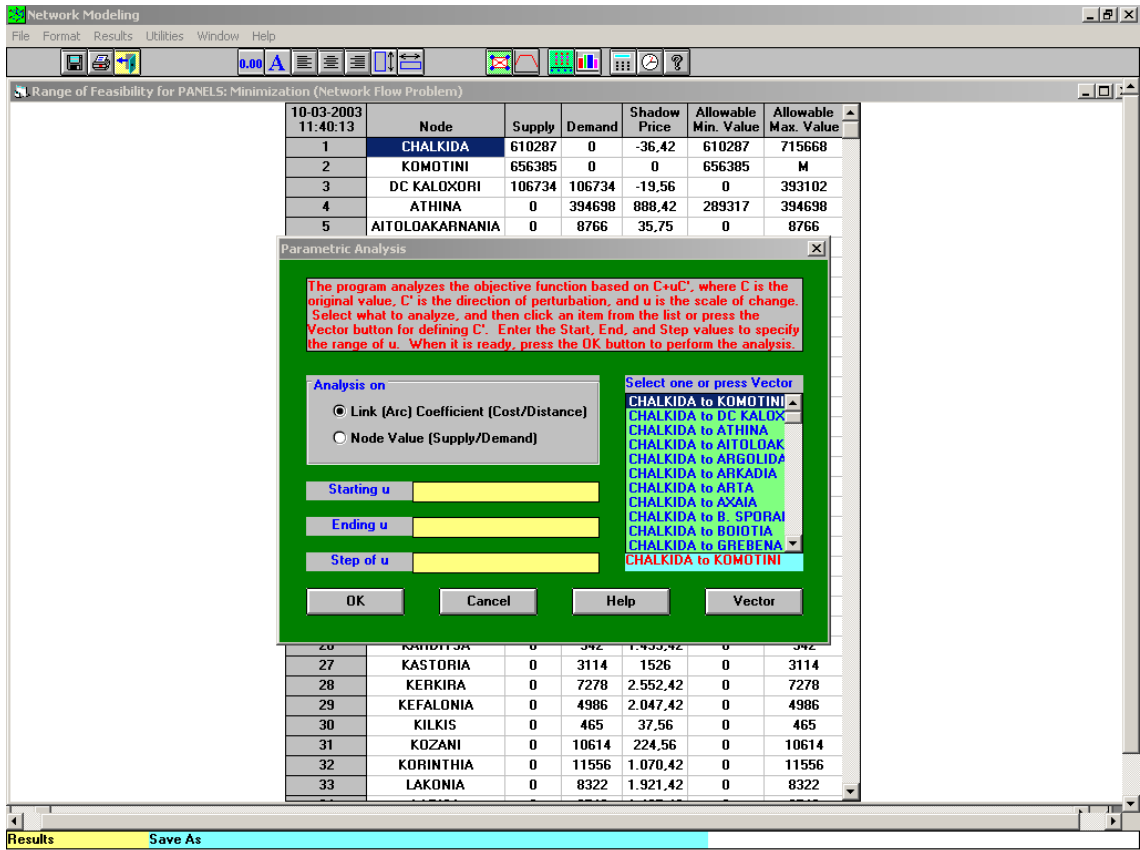 Network Modeling
File Format Results Utilities Window Help
0.00 A
Range of Feasibility for PANELS: Minimization (Network Flow Problem)
10-03-2003 11:40:13 Node Supply Demand Shadow Price Allowable Min. Value Allowable Max. Value
1 CHALKIDA 610287 0 -36,42 610287 715668
2 KOMOTINI 656385 0 0 656385 M
3 DC KALOXORI 106734 106734 -19,56 0 393102
4 ATHINA 0 394698 888,42 289317 394698
5 AITOLOAKARNANIA 0 8766 35,75 0 8766
Parametric Analysis
The program analyzes the objective function based on C+uC', where C is the
original value, C' is the direction of perturbation, and u is the scale of change.
Select what to analyze, and then click an item from the list or press the
Vector button for defining C'. Enter the Start, End, and Step values to specify
the range of u. When it is ready, press the OK button to perform the analysis.
Analysis on
Link (Arc) Coefficient (Cost/Distance)
Node Value (Supply/Demand)
Starting u
Ending u
Step of u
Select one or press Vector
CHALKIDA to KOMOTINI
CHALKIDA to DC KALOX
CHALKIDA to ATHINA
CHALKIDA to AITOLOAK
CHALKIDA to ARGOLIDA
CHALKIDA to ARKADIA
CHALKIDA to ARTA
CHALKIDA to AXAIA
CHALKIDA to B. SPORAI
CHALKIDA to BOIOTIA
CHALKIDA to GREBENA
CHALKIDA to KOMOTINI
OK Cancel Help Vector
27 KASTORIA 0 3114 1526 0 3114
28 KERKIRA 0 7278 2.552,42 0 7278
29 KEFALONIA 0 4986 2.047,42 0 4986
30 KILKIS 0 465 37,56 0 465
31 KOZANI 0 10614 224,56 0 10614
32 KORINTHIA 0 11556 1.070,42 0 11556
33 LAKONIA 0 8322 1.921,42 0 8322
Results Save As